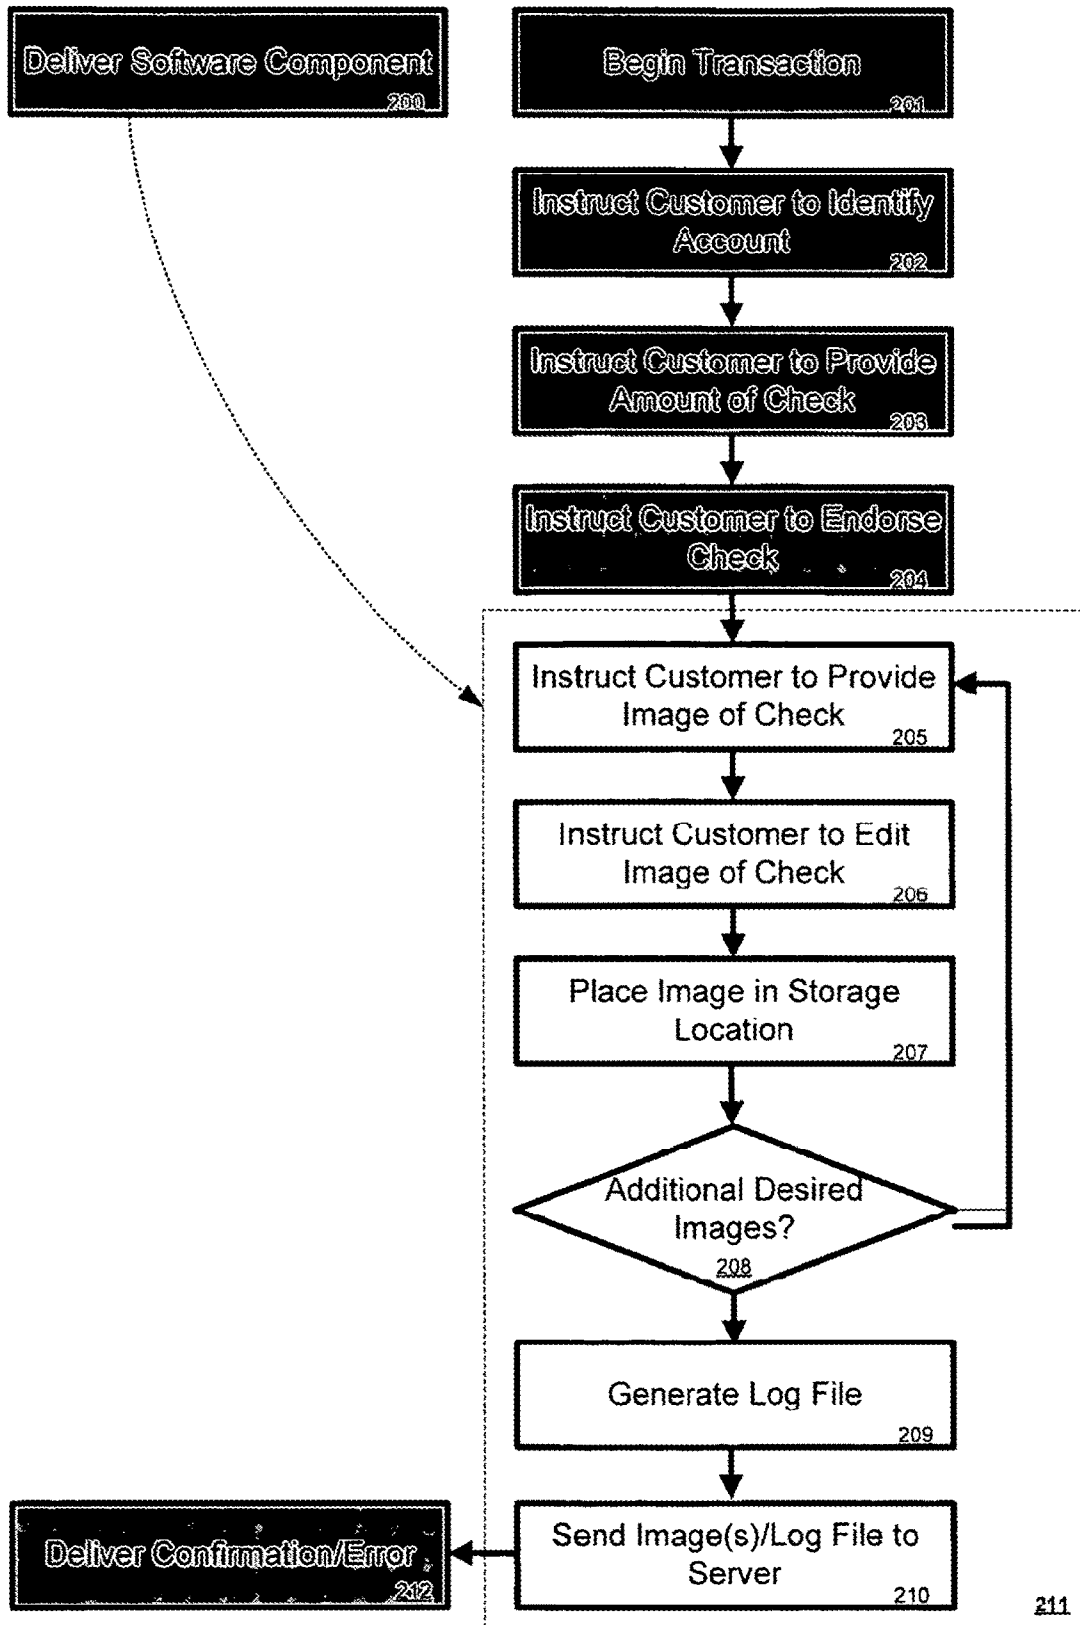 Deliver Software Component
200
Begin Transaction
201
Instruct Customer to Identify
Account
202
Instruct Customer to Provide
Amount of Check
203
Instruct Customer to Endorse
Check
204
Instruct Customer to Provide
Image of Check
205
Instruct Customer to Edit
Image of Check
206
Place Image in Storage
Location
207
Additional Desired
Images?
208
Generate Log File
209
Send Image(s)/Log File to
Server
210
Deliver Confirmation/Error
212
211